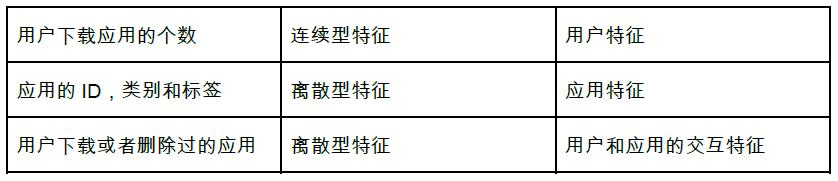 用户下载应用的个数 连续型特征 用户特征
应用的 ID，类别和标签 离散型特征 应用特征
用户下载或者删除过的应用 离散型特征 用户和应用的交互特征